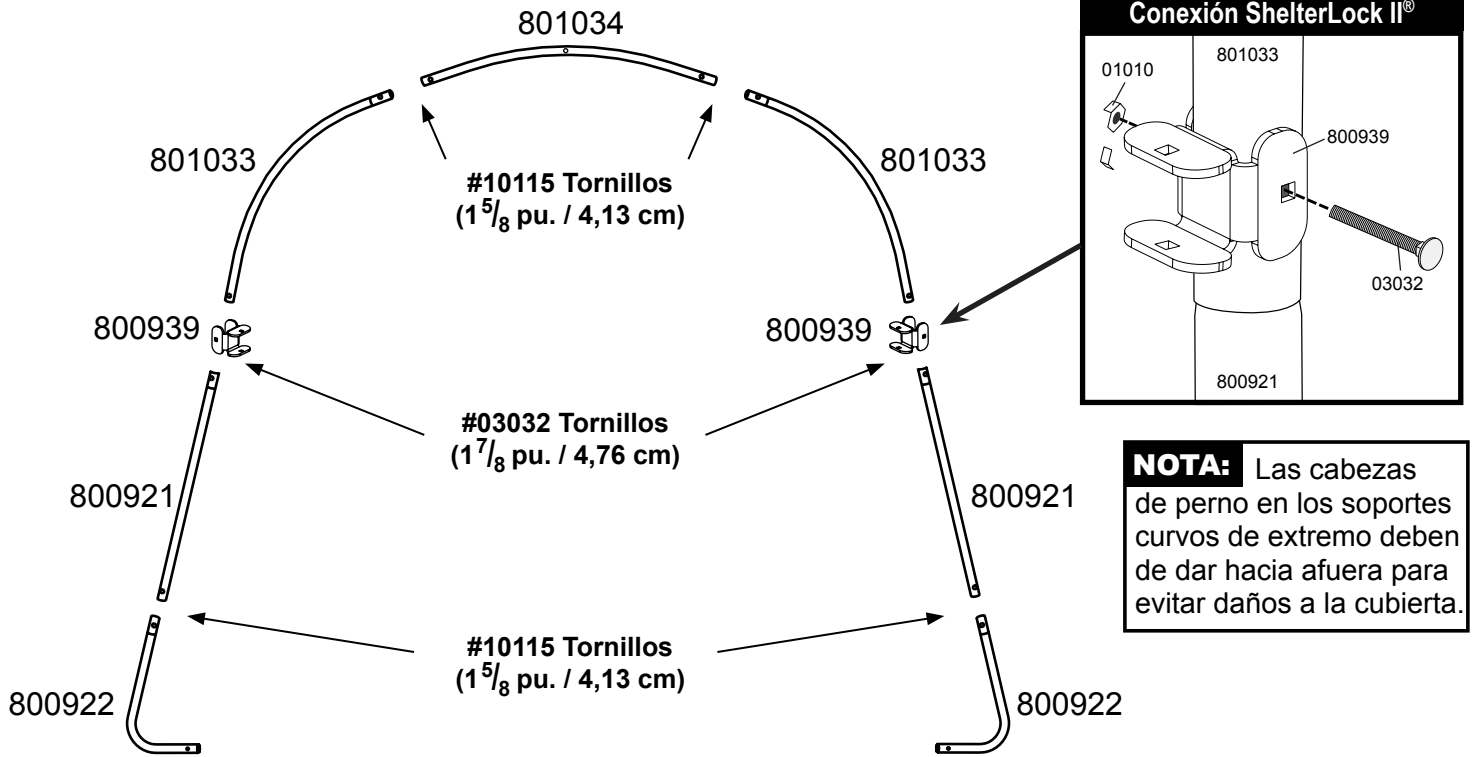 801034
801033
801033
#10115 Tornillos
(1 5/8 pu. / 4,13 cm)
800939
800939
#03032 Tornillos
(1 7/8 pu. / 4,76 cm)
800921
800921
#10115 Tornillos
(1 5/8 pu. / 4,13 cm)
800922
800922
Conexión ShelterLock II®
801033
01010
800939
03032
800921
NOTA: Las cabezas
de perno en los soportes
curvos de extremo deben
de dar hacia afuera para
evitar daños a la cubierta.